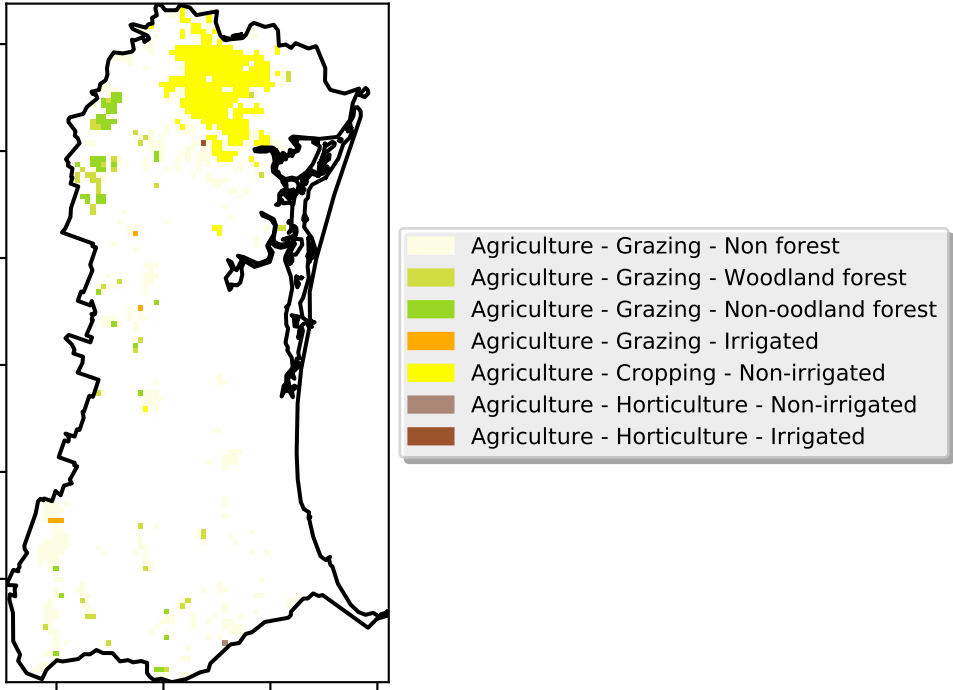 Agriculture - Grazing - Non forest
Agriculture - Grazing - Woodland forest
Agriculture - Grazing - Non-oodland forest
Agriculture - Grazing - Irrigated
Agriculture - Cropping - Non-irrigated
Agriculture - Horticulture - Non-irrigated
Agriculture - Horticulture - Irrigated